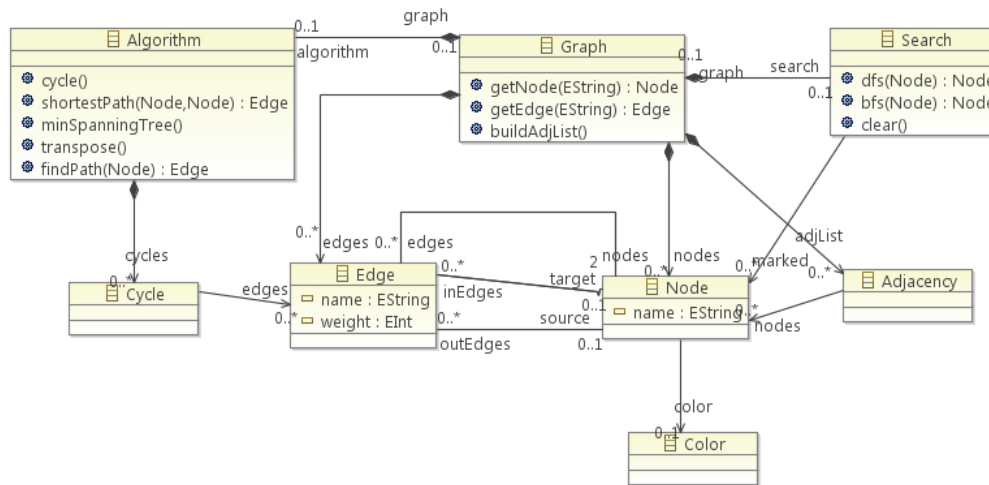 graph
0..1
algorithm
0..1
Algorithm
cycle()
shortestPath(Node,Node) : Edge
minSpanningTree()
transpose()
findPath(Node) : Edge
Graph
getNode(EString) : Node
getEdge(EString) : Edge
buildAdjList()
0..1
graph
search
0..1
Search
dfs(Node) : Node
bfs(Node) : Node
clear()
cycles
0..*
0..*
edges
0..*
edges
nodes
2
nodes
0..*
adjList
0..*
marked
0..*
Cycle
edges
0..*
Edge
name : EString
weight : EInt
0..*
inEdges
target
0..1
0..*
outEdges
source
0..1
Node
name : EString
0..*
nodes
Adjacency
color
0..1
Color